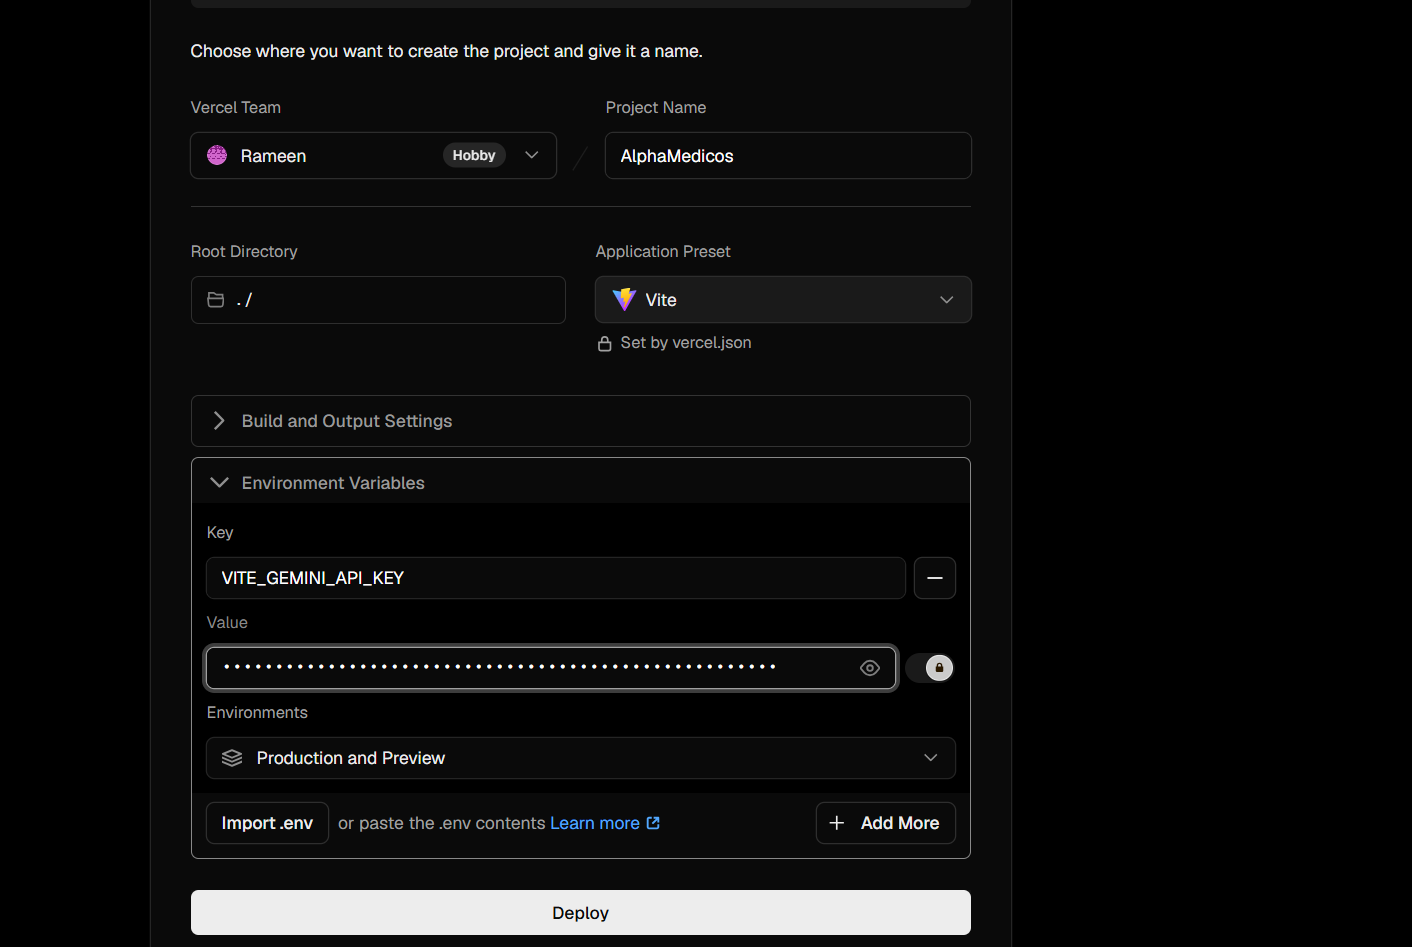 Choose where you want to create the project and give it a name.
Vercel Team
Project Name
Rameen
Hobby
AlphaMedicos
Root Directory
Application Preset
./
Vite
Set by vercel.json
Build and Output Settings
Environment Variables
Key
VITE_GEMINI_API_KEY
Value
Environments
Production and Preview
Import .env or paste the .env contents Learn more
Add More
Deploy